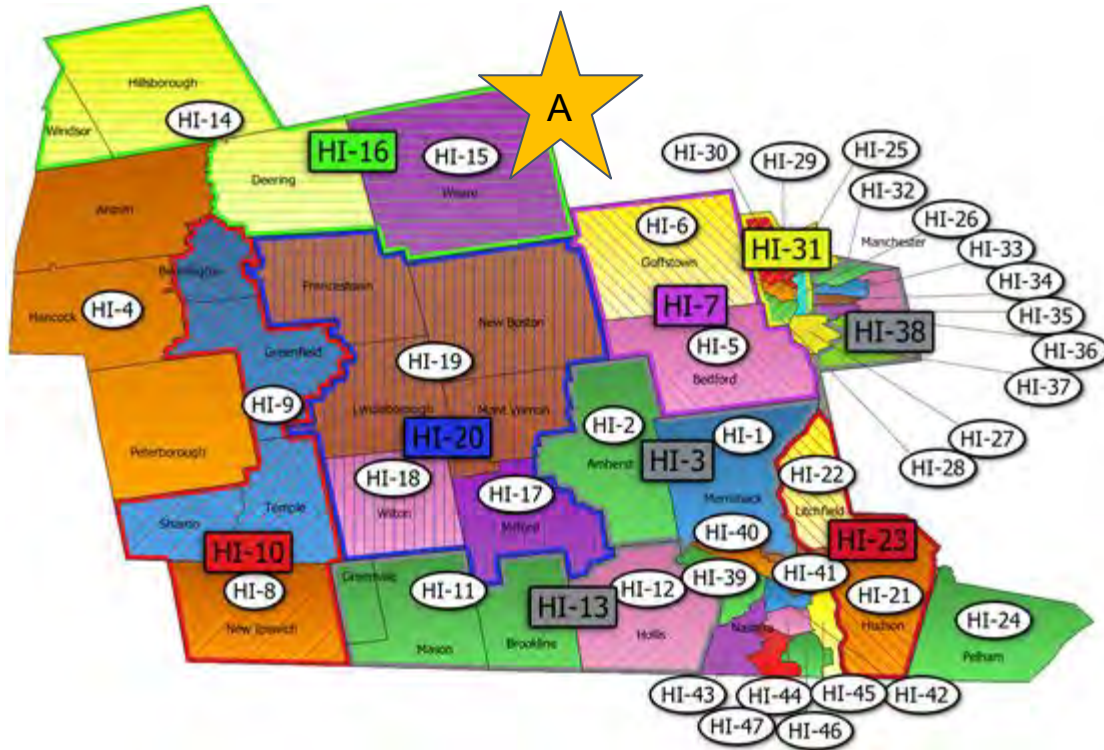 A
Hillsborough
HI-14
Windsor
HI-16
HI-15
Deering
Weare
HI-30
HI-29
HI-25
HI-32
HI-26
Manchester
HI-33
HI-6
HI-31
Goffstown
HI-34
Antrim
HI-7
HI-35
HI-38
HI-36
Bennington
Francestown
HI-4
Hancock
New Boston
HI-5
Bedford
HI-37
Greenfield
HI-19
HI-9
Lyndeborough
Mont Vernon
HI-2
HI-1
HI-27
HI-20
HI-3
HI-28
Peterborough
Amherst
HI-18
Wilton
HI-17
Milford
HI-22
Merrimack
Litchfield
Sharon
Temple
HI-10
HI-40
HI-23
HI-8
Greenville
HI-11
HI-13
HI-12
HI-39
HI-41
HI-21
New Ipswich
Mason
Brookline
Hollis
Nashua
Hudson
HI-24
Pelham
HI-43
HI-44
HI-45
HI-42
HI-47
HI-46